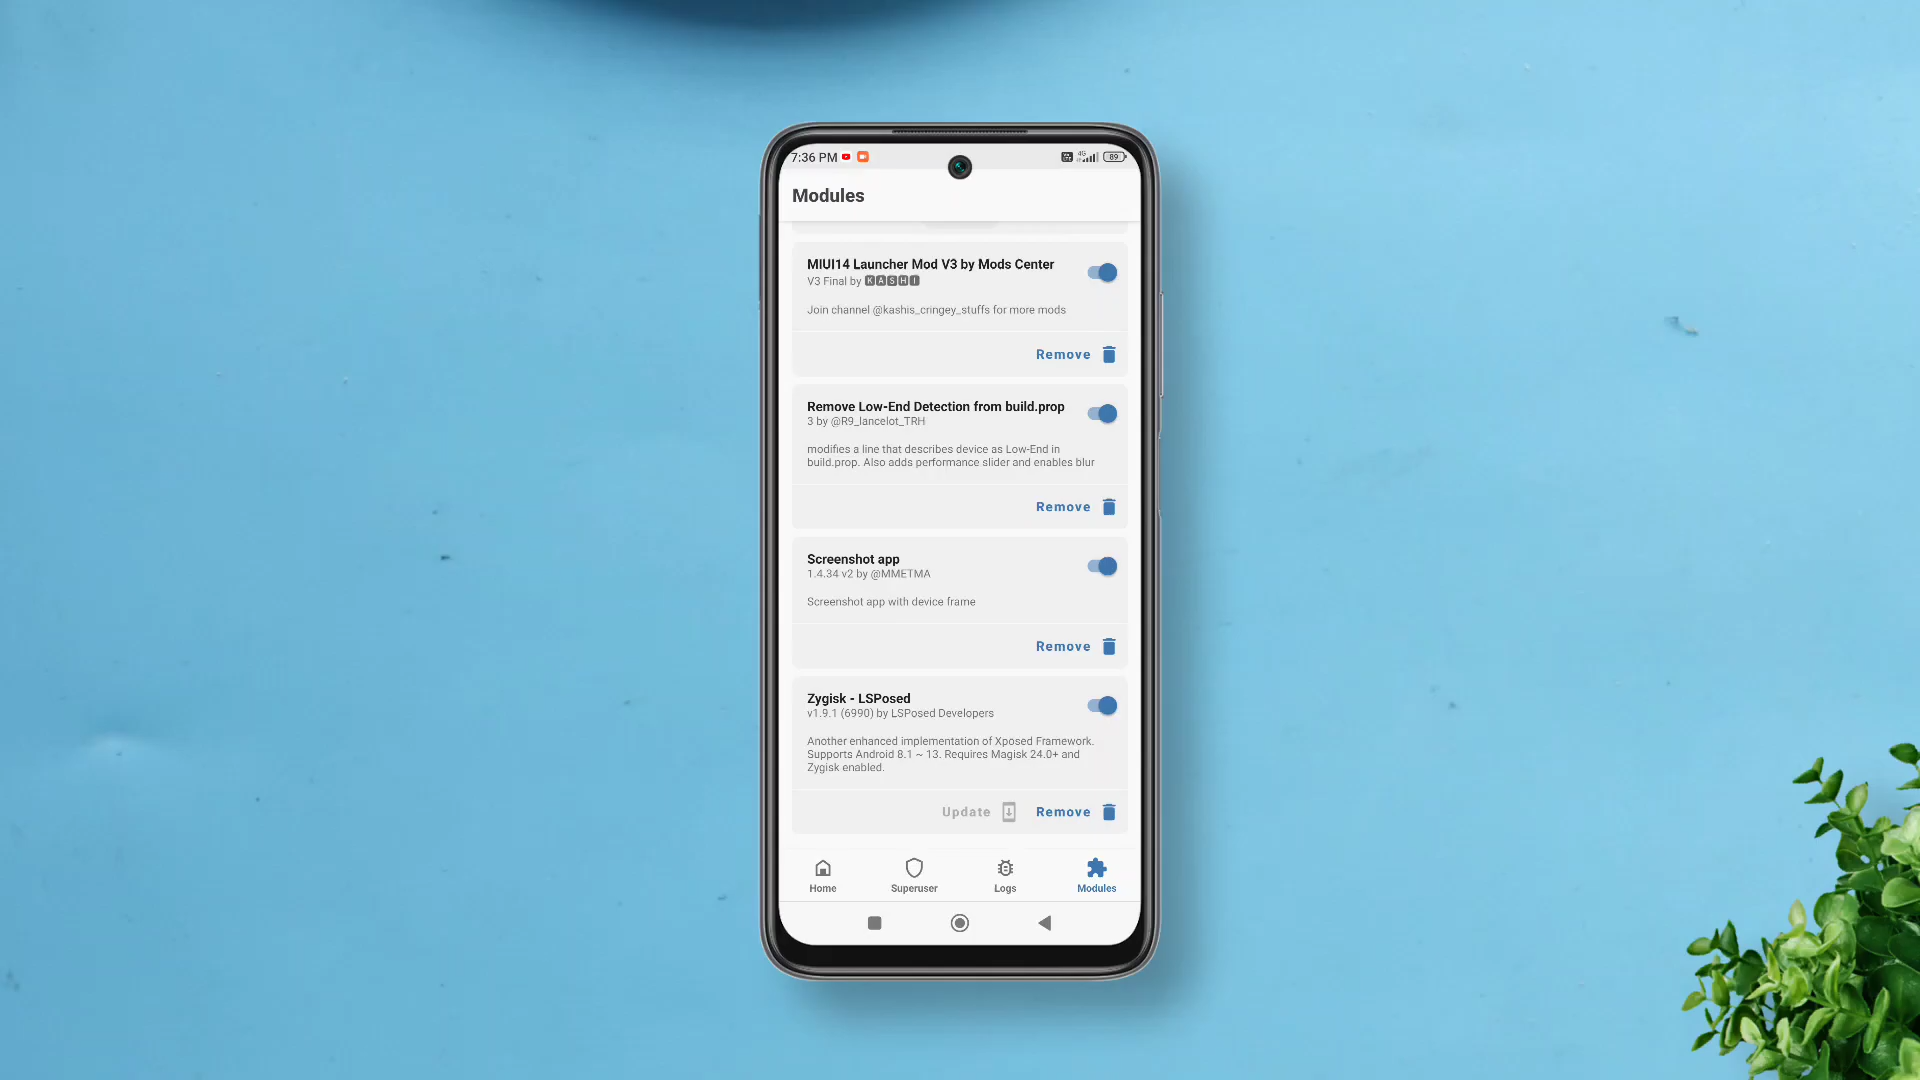 7:36 PM
4G
89
Modules
MIUI14 Launcher Mod V3 by Mods Center
V3 Final by 🅺🅰🆂🅷🅸
Join channel @kashis_cringey_stuffs for more mods
Remove
Remove Low-End Detection from build.prop
3 by @R9_lancelot_TRH
modifies a line that describes device as Low-End in
build.prop. Also adds performance slider and enables blur
Remove
Screenshot app
1.4.34 v2 by @MMETMA
Screenshot app with device frame
Remove
Zygisk - LSPosed
v1.9.1 (6990) by LSPosed Developers
Another enhanced implementation of Xposed Framework.
Supports Android 8.1 ~ 13. Requires Magisk 24.0+ and
Zygisk enabled.
Update Remove
Home Superuser Logs Modules